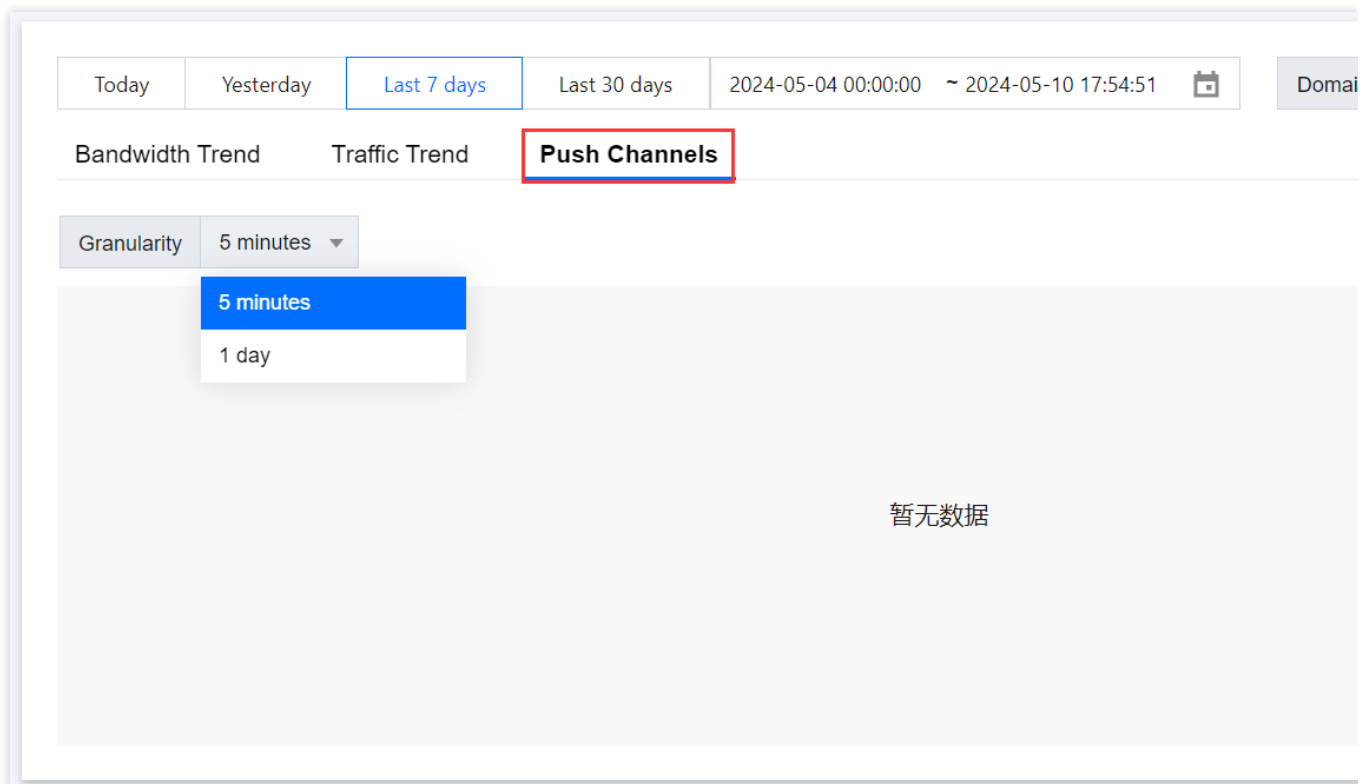 Today Yesterday Last 7 days Last 30 days 2024-05-04 00:00:00 ~ 2024-05-10 17:54:51 Domai
Bandwidth Trend Traffic Trend Push Channels
Granularity 5 minutes
5 minutes
1 day
暂无数据